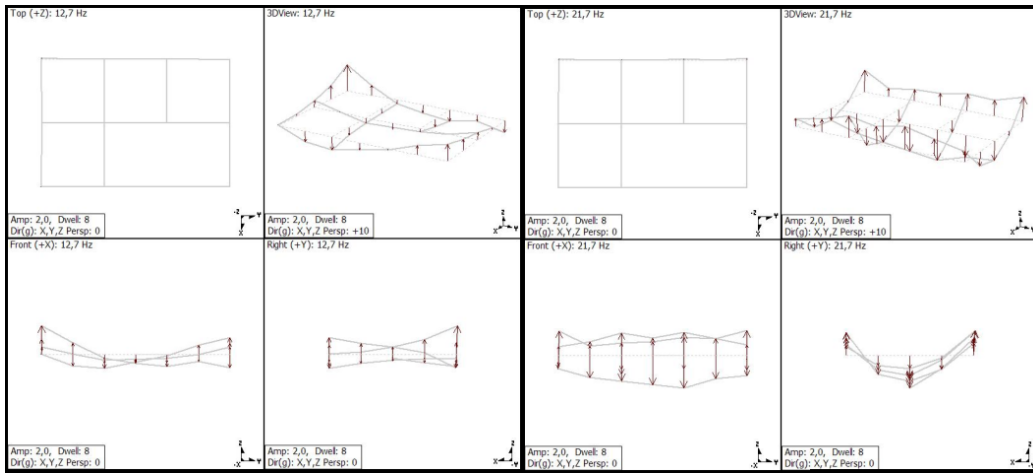 Top (+Z): 12,7 Hz
3DView: 12,7 Hz
Amp: 2,0, Dwell: 8
Dir(g): X,Y,Z Persp: 0
-Z
Y
X
Amp: 2,0, Dwell: 8
Dir(g): X,Y,Z Persp: +10
Z
X
Y
Front (+X): 12,7 Hz
Right (+Y): 12,7 Hz
Amp: 2,0, Dwell: 8
Dir(g): X,Y,Z Persp: 0
Z
-X
Y
Amp: 2,0, Dwell: 8
Dir(g): X,Y,Z Persp: 0
Z
X
-Y
Top (+Z): 21,7 Hz
3DView: 21,7 Hz
Amp: 2,0, Dwell: 8
Dir(g): X,Y,Z Persp: 0
-Z
Y
X
Amp: 2,0, Dwell: 8
Dir(g): X,Y,Z Persp: +10
Z
X
Y
Front (+X): 21,7 Hz
Right (+Y): 21,7 Hz
Amp: 2,0, Dwell: 8
Dir(g): X,Y,Z Persp: 0
Z
-X
Y
Amp: 2,0, Dwell: 8
Dir(g): X,Y,Z Persp: 0
Z
X
-Y